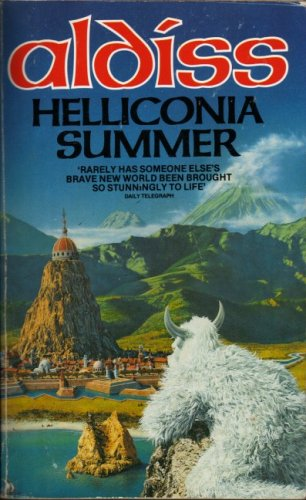 aldiss
HELLICONIA
SUMMER
'RARELY HAS SOMEONE ELSE'S
BRAVE NEW WORLD BEEN BROUGHT
SO STUNNINGLY TO LIFE'
DAILY TELEGRAPH